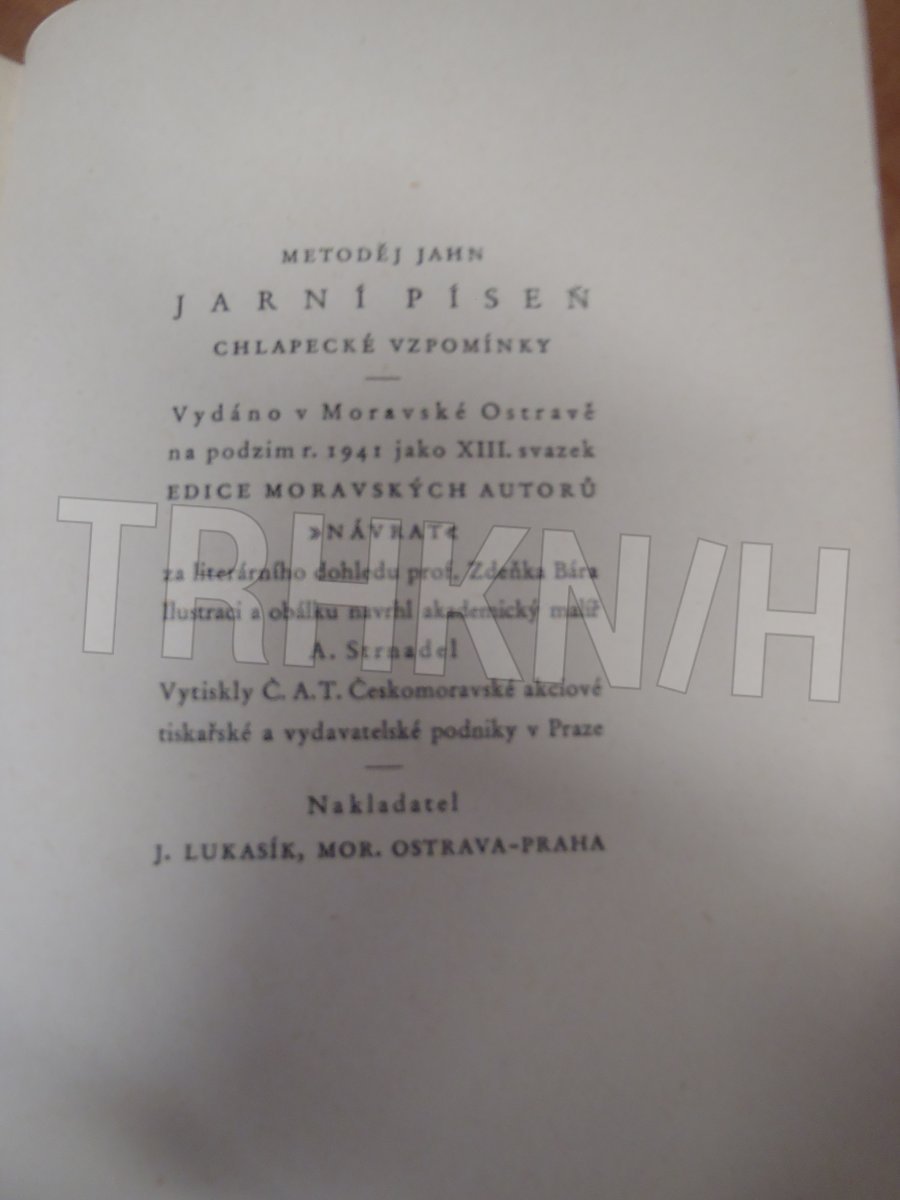 METODĚJ JAHN
JARNÍ PÍSEŇ
CHLAPECKÉ VZPOMÍNKY
Vydáno v Moravské Ostravě
na podzim r. 1941 jako XIII. svazek
EDICE MORAVSKÝCH AUTORŮ
»NÁVRAT«
za literárního dohledu prof. Zdeňka Bára
Ilustraci a obálku navrhl akademický malíř
A. Strnadel
Vytiskly Č. A. T. Českomoravské akciové
tiskařské a vydavatelské podniky v Praze
Nakladatel
J. LUKASÍK, MOR. OSTRAVA-PRAHA
TRHKN/H